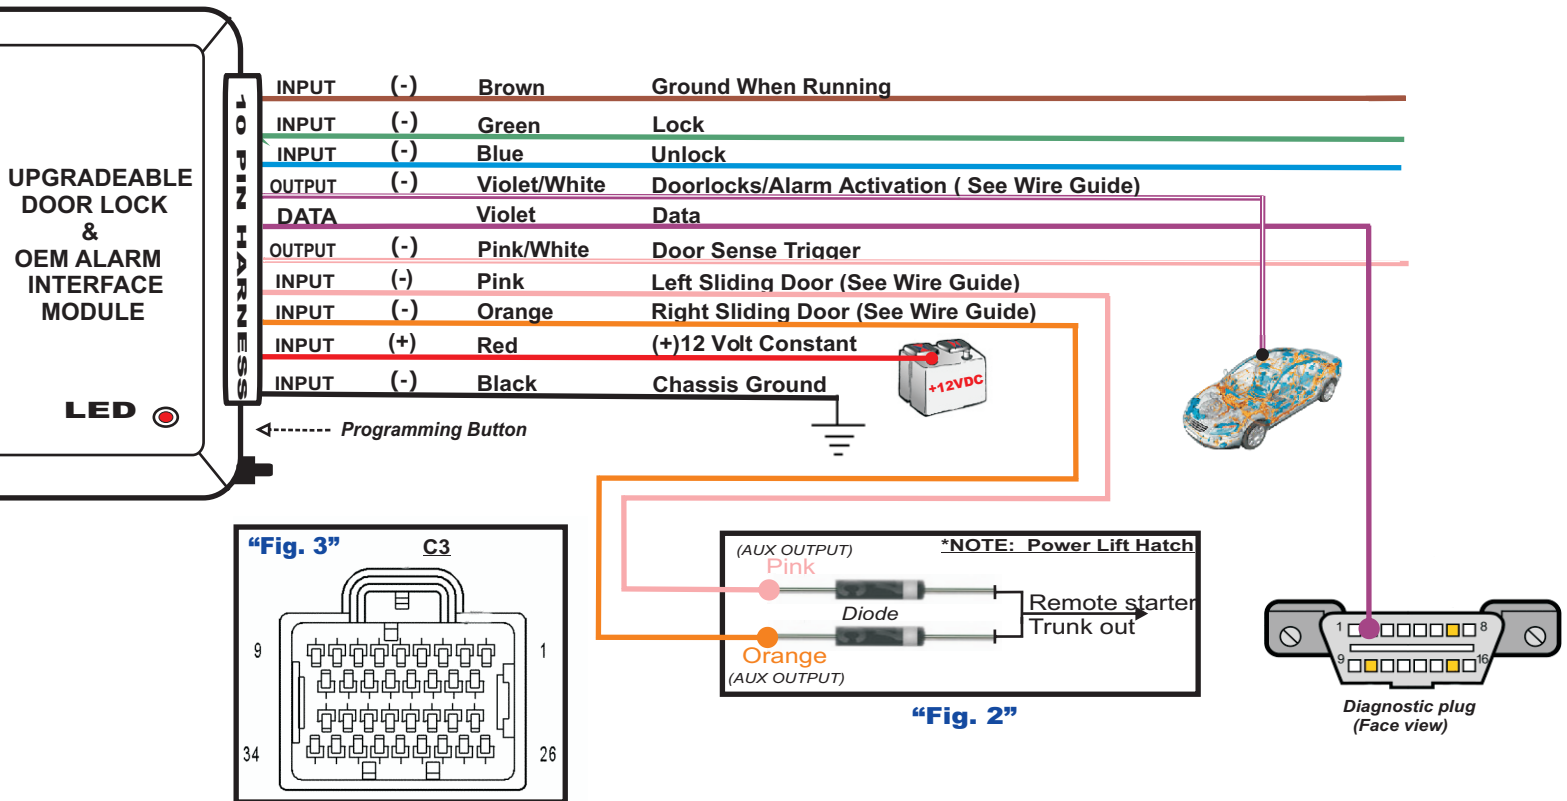 UPGRADEABLE
DOOR LOCK
&
OEM ALARM
INTERFACE
MODULE
LED
10 PIN HARNESS
INPUT (-) Brown Ground When Running
INPUT (-) Green Lock
INPUT (-) Blue Unlock
OUTPUT (-) Violet/White Doorlocks/Alarm Activation ( See Wire Guide)
DATA Violet Data
OUTPUT (-) Pink/White Door Sense Trigger
INPUT (-) Pink Left Sliding Door (See Wire Guide)
INPUT (-) Orange Right Sliding Door (See Wire Guide)
INPUT (+) Red (+)12 Volt Constant
INPUT (-) Black Chassis Ground
+12VDC
Programming Button
“Fig. 3”
C3
9 1
34 26
*NOTE: Power Lift Hatch
(AUX OUTPUT)
Pink
Diode
Remote starter
Trunk out
Orange
(AUX OUTPUT)
“Fig. 2”
1 8
9 16
Diagnostic plug
(Face view)